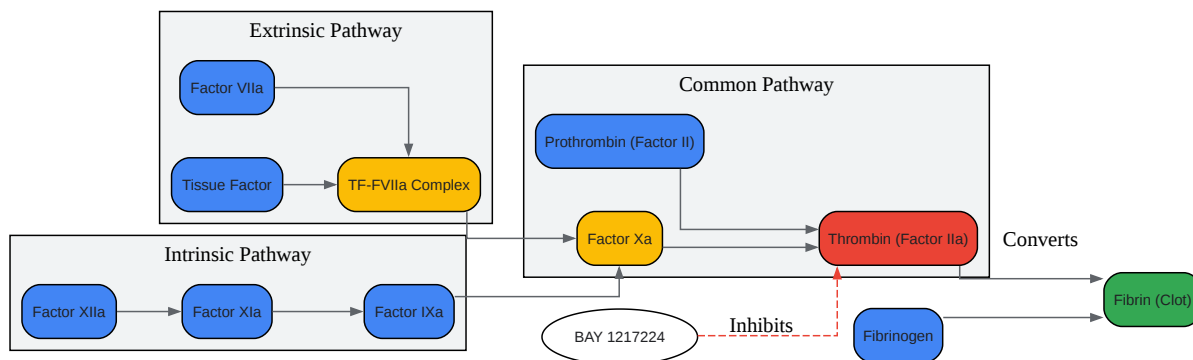 Extrinsic Pathway
Factor VIIa
Tissue Factor
TF-FVIIa Complex
Intrinsic Pathway
Factor XIIa
Factor XIa
Factor IXa
Common Pathway
Prothrombin (Factor II)
Factor Xa
Thrombin (Factor IIa)
Converts
BAY 1217224
Inhibits
Fibrinogen
Fibrin (Clot)